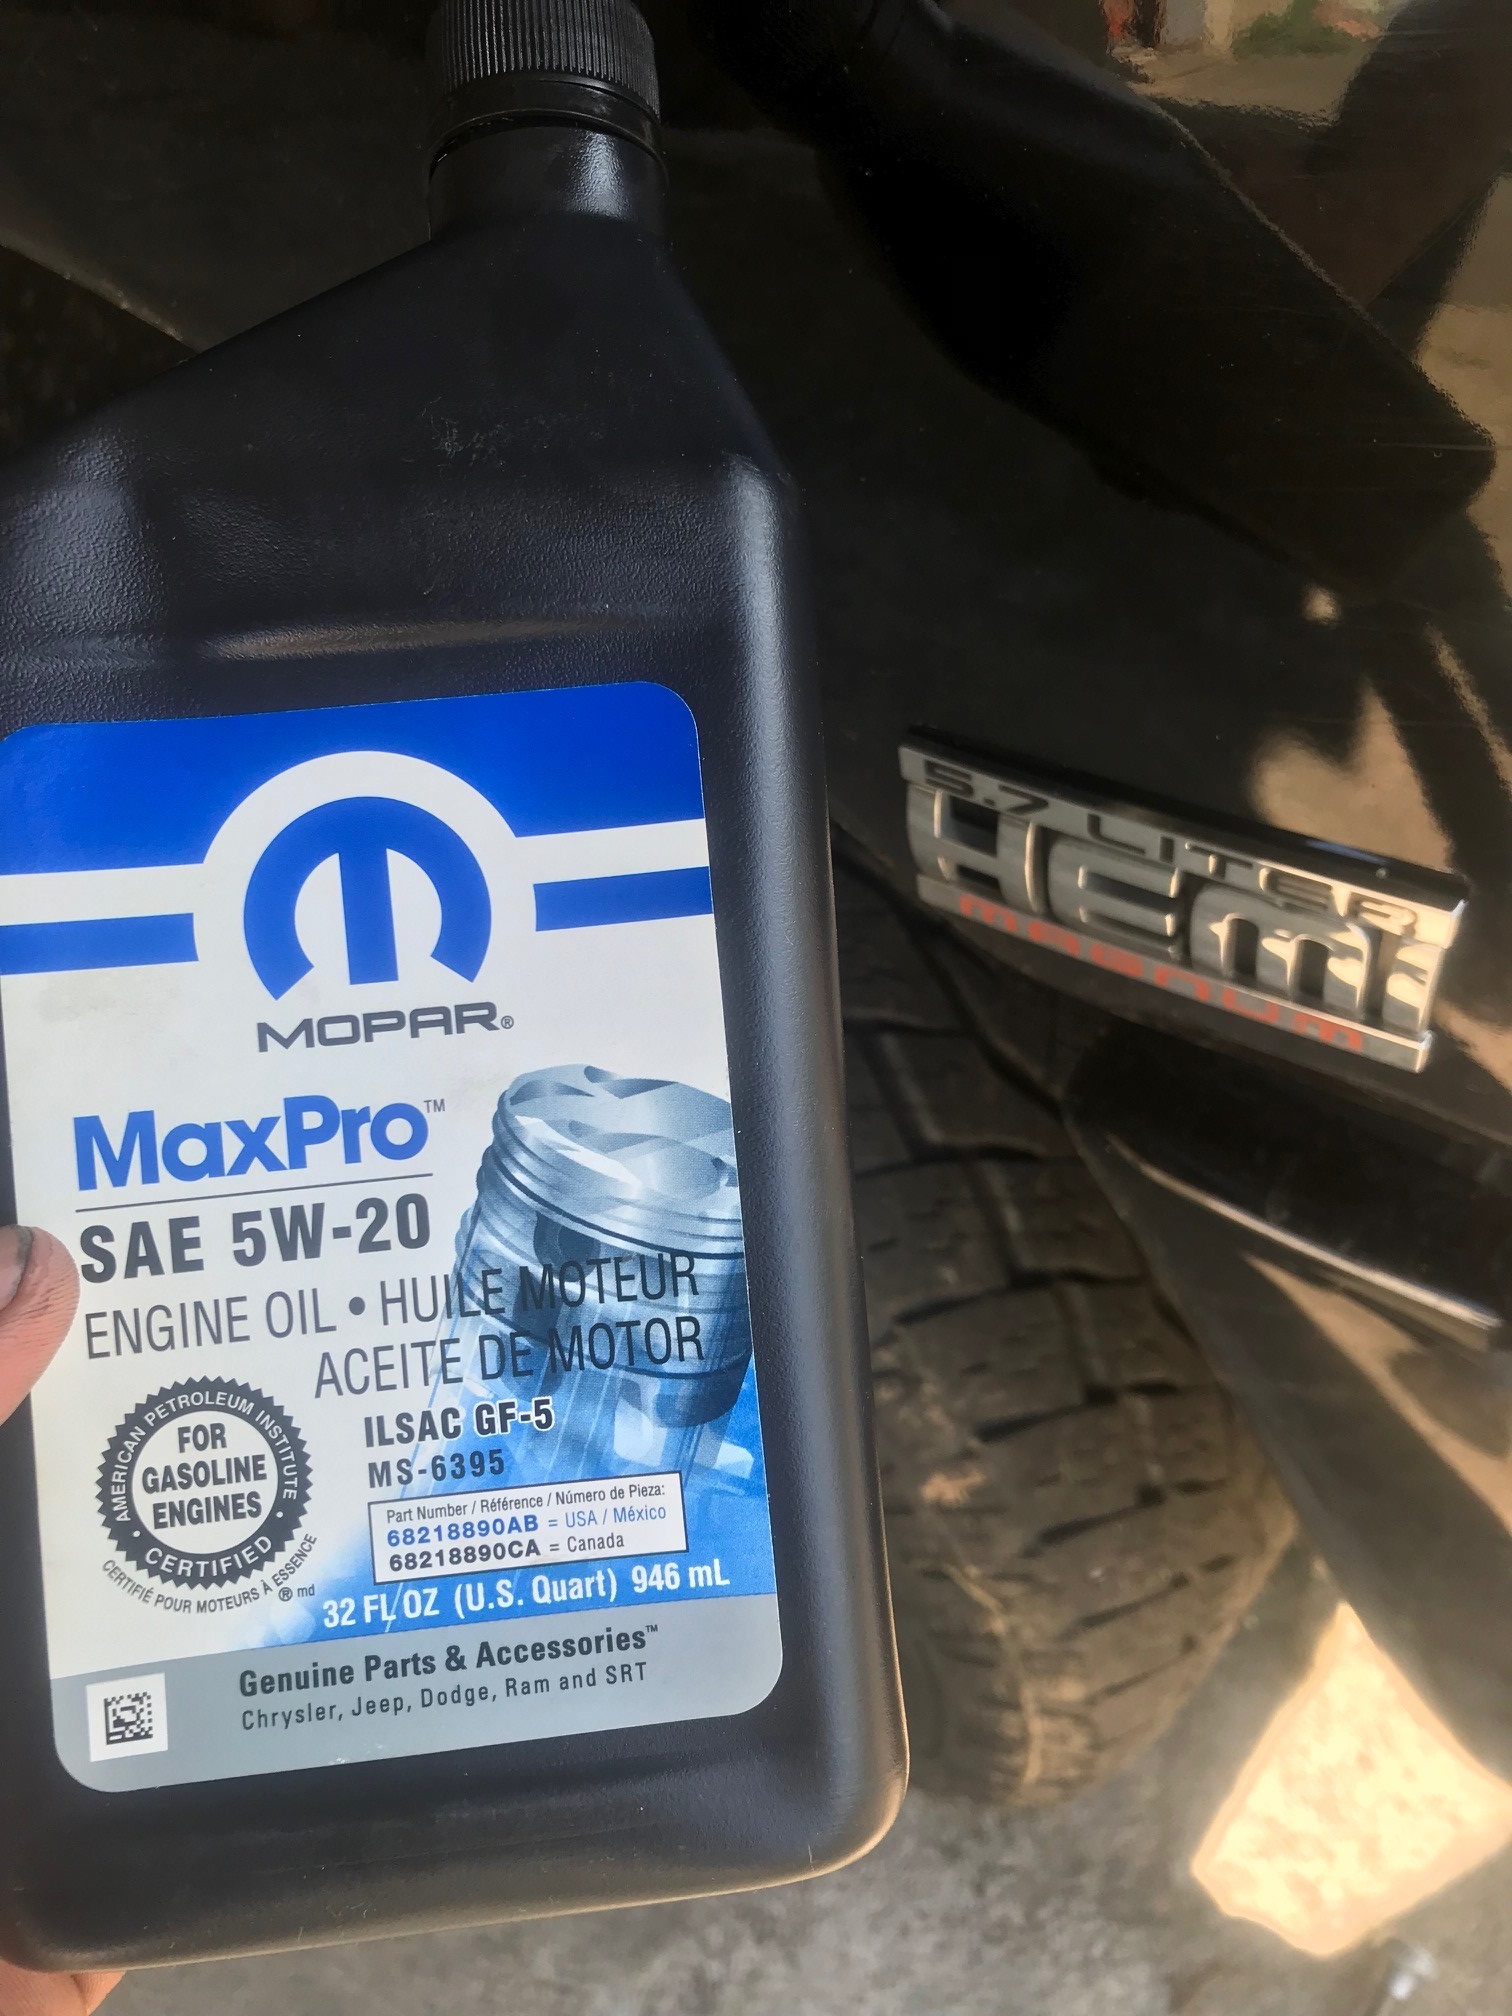 MOPAR®
MaxPro™
SAE 5W-20
ENGINE OIL • HUILE MOTEUR
ACEITE DE MOTOR
ILSAC GF-5
MS-6395
AMERICAN PETROLEUM INSTITUTE
FOR
GASOLINE
ENGINES
CERTIFIED
CERTIFIÉ POUR MOTEURS À ESSENCE
® md
Part Number / Référence / Número de Pieza:
68218890AB = USA / México
68218890CA = Canada
32 FL OZ (U.S. Quart) 946 mL
Genuine Parts & Accessories™
Chrysler, Jeep, Dodge, Ram and SRT
5.7 LITER
HEMI
MAGNUM